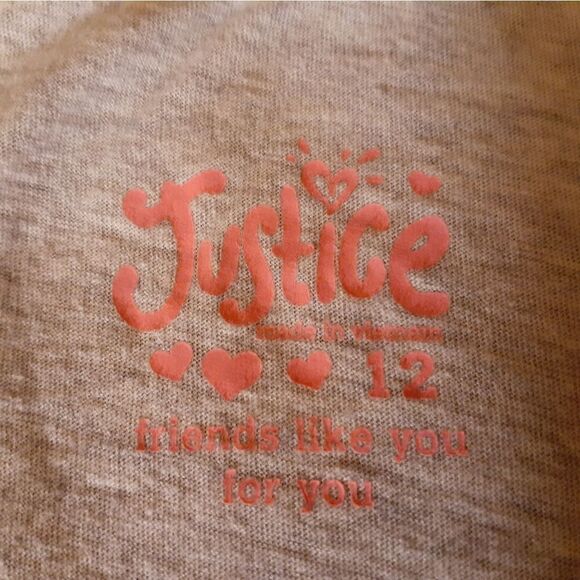 Justice
made in vietnam
12
friends like you
for you